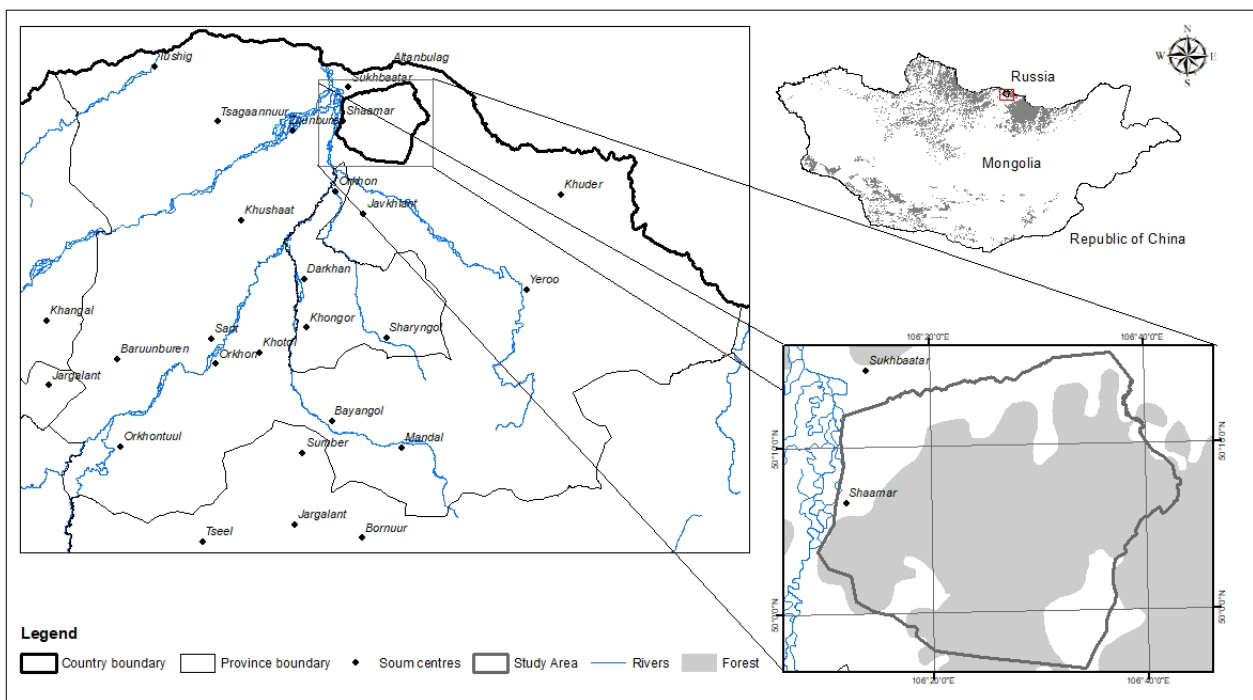 Tushig
Altanbulag
Sukhbaatar
Tsagaannuur
Shaamar
Orkhon
Javkhlant
Khuder
Khushaat
Darkhan
Yeroo
Khangal
Khongor
Sharyngol
Baruunburen
Orkhon
Khotol
Jargalant
Bayangol
Orkhontuul
Sumber
Mandal
Jargalant
Tseel
Bornuur
N
W
E
S
Russia
Mongolia
Republic of China
106°20'0"E
106°40'0"E
Sukhbaatar
50°10'0"N
50°10'0"N
Shaamar
50°0'0"N
50°0'0"N
106°20'0"E
106°40'0"E
Legend
Country boundary
Province boundary
Soum centres
Study Area
Rivers
Forest